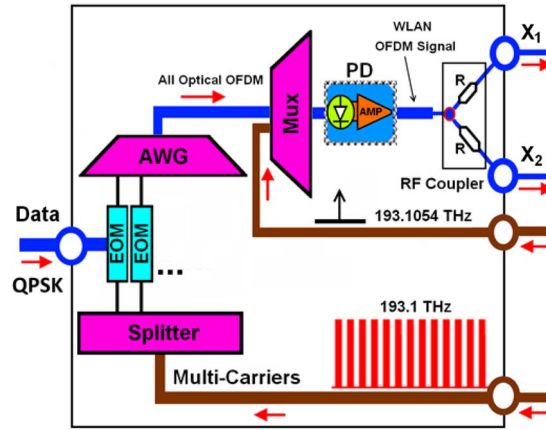 WLAN
OFDM Signal
X1
All Optical OFDM
PD
R
Mux
AMP
AWG
R
X2
RF Coupler
Data
193.1054 THz
EOM
EOM
...
QPSK
193.1 THz
Splitter
Multi-Carriers